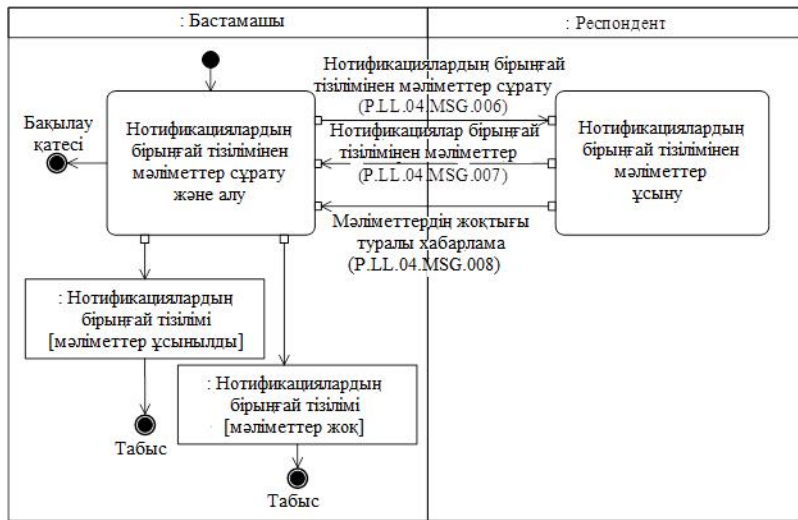 : Бастамашы
: Респондент
Нотификациялардың бірыңғай
тізілімінен мәліметтер сұрату
(P.LL.04.MSG.006)
Бақылау
қатесі
Нотификациялардың
бірыңғай тізілімінен
мәліметтер сұрату
және алу
Нотификациялар бірыңғай
тізілімінен мәліметтер
(P.LL.04.MSG.007)
Нотификациялардың
бірыңғай тізілімінен
мәліметтер
ұсыну
Мәліметтердің жоқтығы
туралы хабарлама
(P.LL.04.MSG.008)
: Нотификациялардың
бірыңғай тізілімі
[мәліметтер ұсынылды]
: Нотификациялардың
бірыңғай тізілімі
[мәліметтер жоқ]
Табыс
Табыс